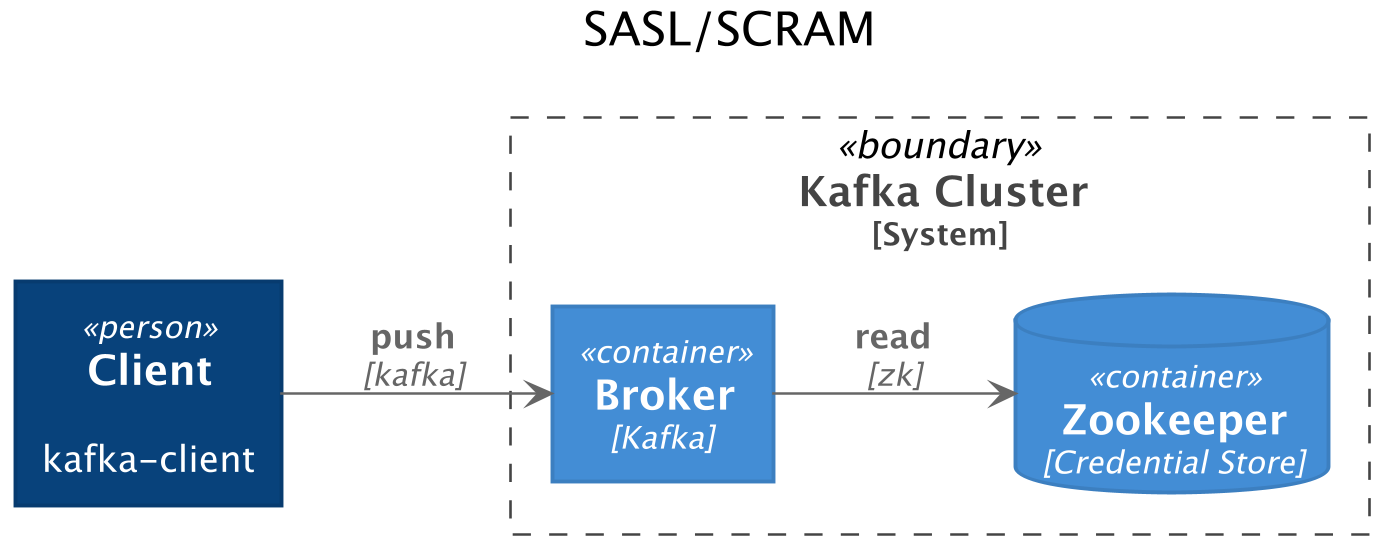 SASL/SCRAM
«boundary»
Kafka Cluster
[System]
«person»
Client
kafka-client
push
[kafka]
«container»
Broker
[Kafka]
read
[zk]
«container»
Zookeeper
[Credential Store]